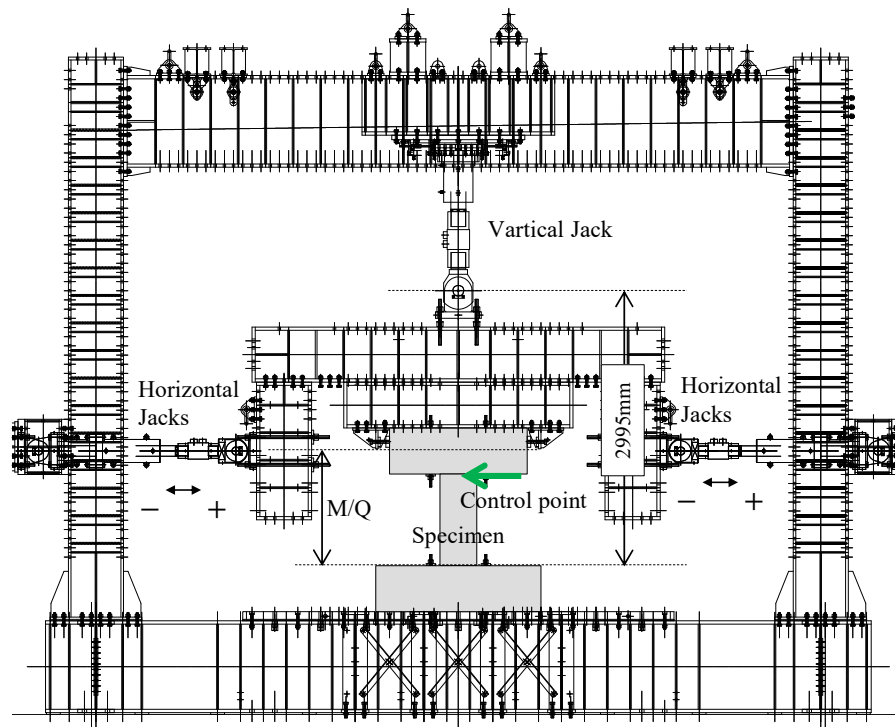 Vartical Jack
Horizontal
Jacks
Horizontal
Jacks
2995mm
M/Q
Control point
Specimen
− +
− +